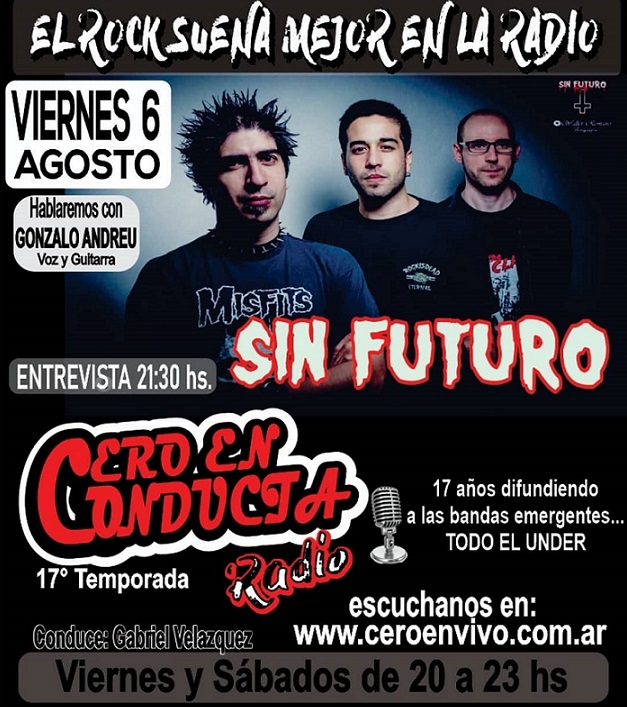 EL ROCK SUENA MEJOR EN LA RADIO
VIERNES 6
AGOSTO
SIN FUTURO
Hablaremos con
GONZALO ANDREU
Voz y Guitarra
MISFITS
ROCKISDEAD
SIN FUTURO
ENTREVISTA 21:30 hs.
CERO EN
CONDUCTA
Radio
17° Temporada
17 años difundiendo
a las bandas emergentes...
TODO EL UNDER
escuchanos en:
www.ceroenvivo.com.ar
Conduce: Gabriel Velazquez
Viernes y Sábados de 20 a 23 hs